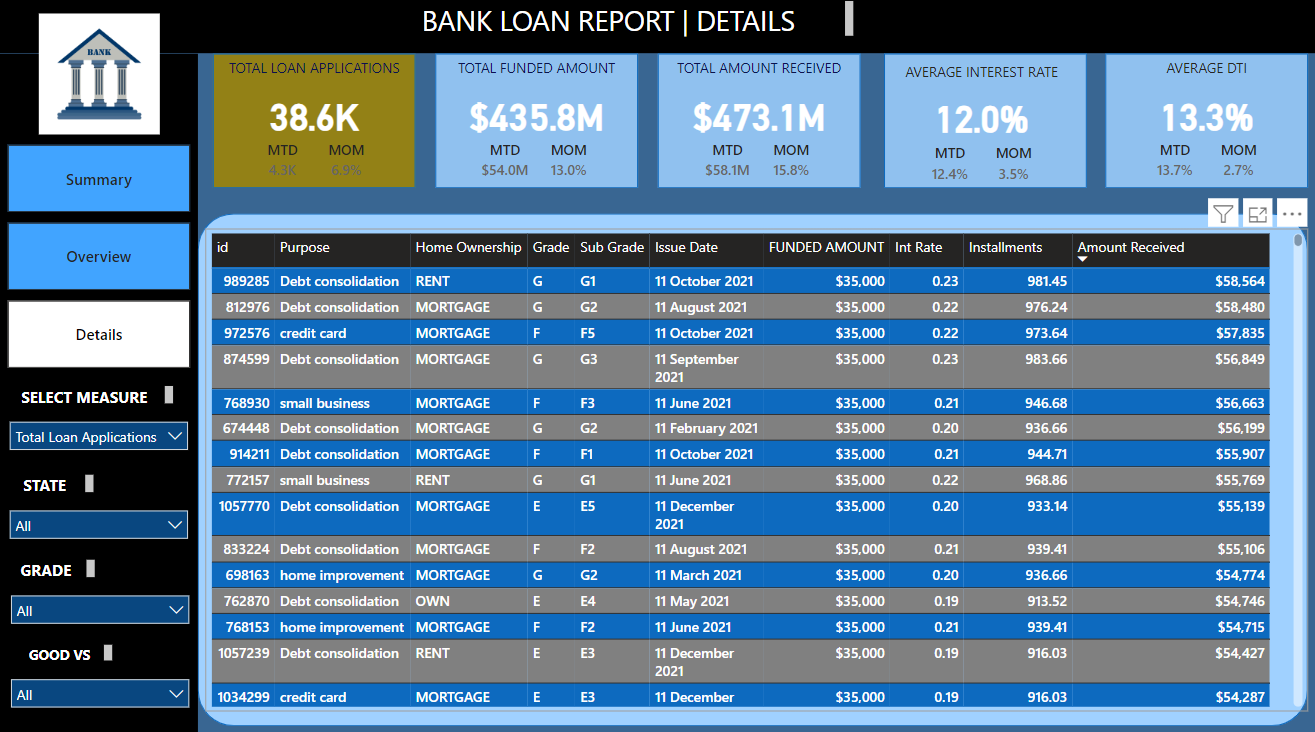 BANK LOAN REPORT | DETAILS
BANK
TOTAL LOAN APPLICATIONS
38.6K
MTD MOM
4.3K 6.9%
TOTAL FUNDED AMOUNT
$435.8M
MTD MOM
$54.0M 13.0%
TOTAL AMOUNT RECEIVED
$473.1M
MTD MOM
$58.1M 15.8%
AVERAGE INTEREST RATE
12.0%
MTD MOM
12.4% 3.5%
AVERAGE DTI
13.3%
MTD MOM
13.7% 2.7%
Summary
Overview
Details
SELECT MEASURE
Total Loan Applications
STATE
All
GRADE
All
GOOD VS
All
id Purpose Home Ownership Grade Sub Grade Issue Date FUNDED AMOUNT Int Rate Installments Amount Received
989285 Debt consolidation RENT G G1 11 October 2021 $35,000 0.23 981.45 $58,564
812976 Debt consolidation MORTGAGE G G2 11 August 2021 $35,000 0.22 976.24 $58,480
972576 credit card MORTGAGE F F5 11 October 2021 $35,000 0.22 973.64 $57,835
874599 Debt consolidation MORTGAGE G G3 11 September $35,000 0.23 983.66 $56,849
2021
768930 small business MORTGAGE F F3 11 June 2021 $35,000 0.21 946.68 $56,663
674448 Debt consolidation MORTGAGE G G2 11 February 2021 $35,000 0.20 936.66 $56,199
914211 Debt consolidation MORTGAGE F F1 11 October 2021 $35,000 0.21 944.71 $55,907
772157 small business RENT G G1 11 June 2021 $35,000 0.22 968.86 $55,769
1057770 Debt consolidation MORTGAGE E E5 11 December $35,000 0.20 933.14 $55,139
2021
833224 Debt consolidation MORTGAGE F F2 11 August 2021 $35,000 0.21 939.41 $55,106
698163 home improvement MORTGAGE G G2 11 March 2021 $35,000 0.20 936.66 $54,774
762870 Debt consolidation OWN E E4 11 May 2021 $35,000 0.19 913.52 $54,746
768153 home improvement MORTGAGE F F2 11 June 2021 $35,000 0.21 939.41 $54,715
1057239 Debt consolidation RENT E E3 11 December $35,000 0.19 916.03 $54,427
2021
1034299 credit card MORTGAGE E E3 11 December $35,000 0.19 916.03 $54,287